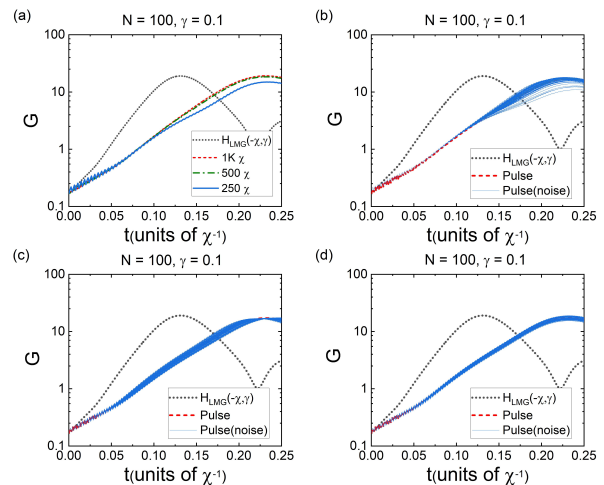 (a) N = 100, γ = 0.1
100
10
1
0.1
G
H_LMG(-χ,γ)
1K χ
500 χ
250 χ
0.00 0.05 0.10 0.15 0.20 0.25
t(units of χ⁻¹)
(b) N = 100, γ = 0.1
100
10
1
0.1
G
H_LMG(-χ,γ)
Pulse
Pulse(noise)
0.00 0.05 0.10 0.15 0.20 0.25
t(units of χ⁻¹)
(c) N = 100, γ = 0.1
100
10
1
0.1
G
H_LMG(-χ,γ)
Pulse
Pulse(noise)
0.00 0.05 0.10 0.15 0.20 0.25
t(units of χ⁻¹)
(d) N = 100, γ = 0.1
100
10
1
0.1
G
H_LMG(-χ,γ)
Pulse
Pulse(noise)
0.00 0.05 0.10 0.15 0.20 0.25
t(units of χ⁻¹)